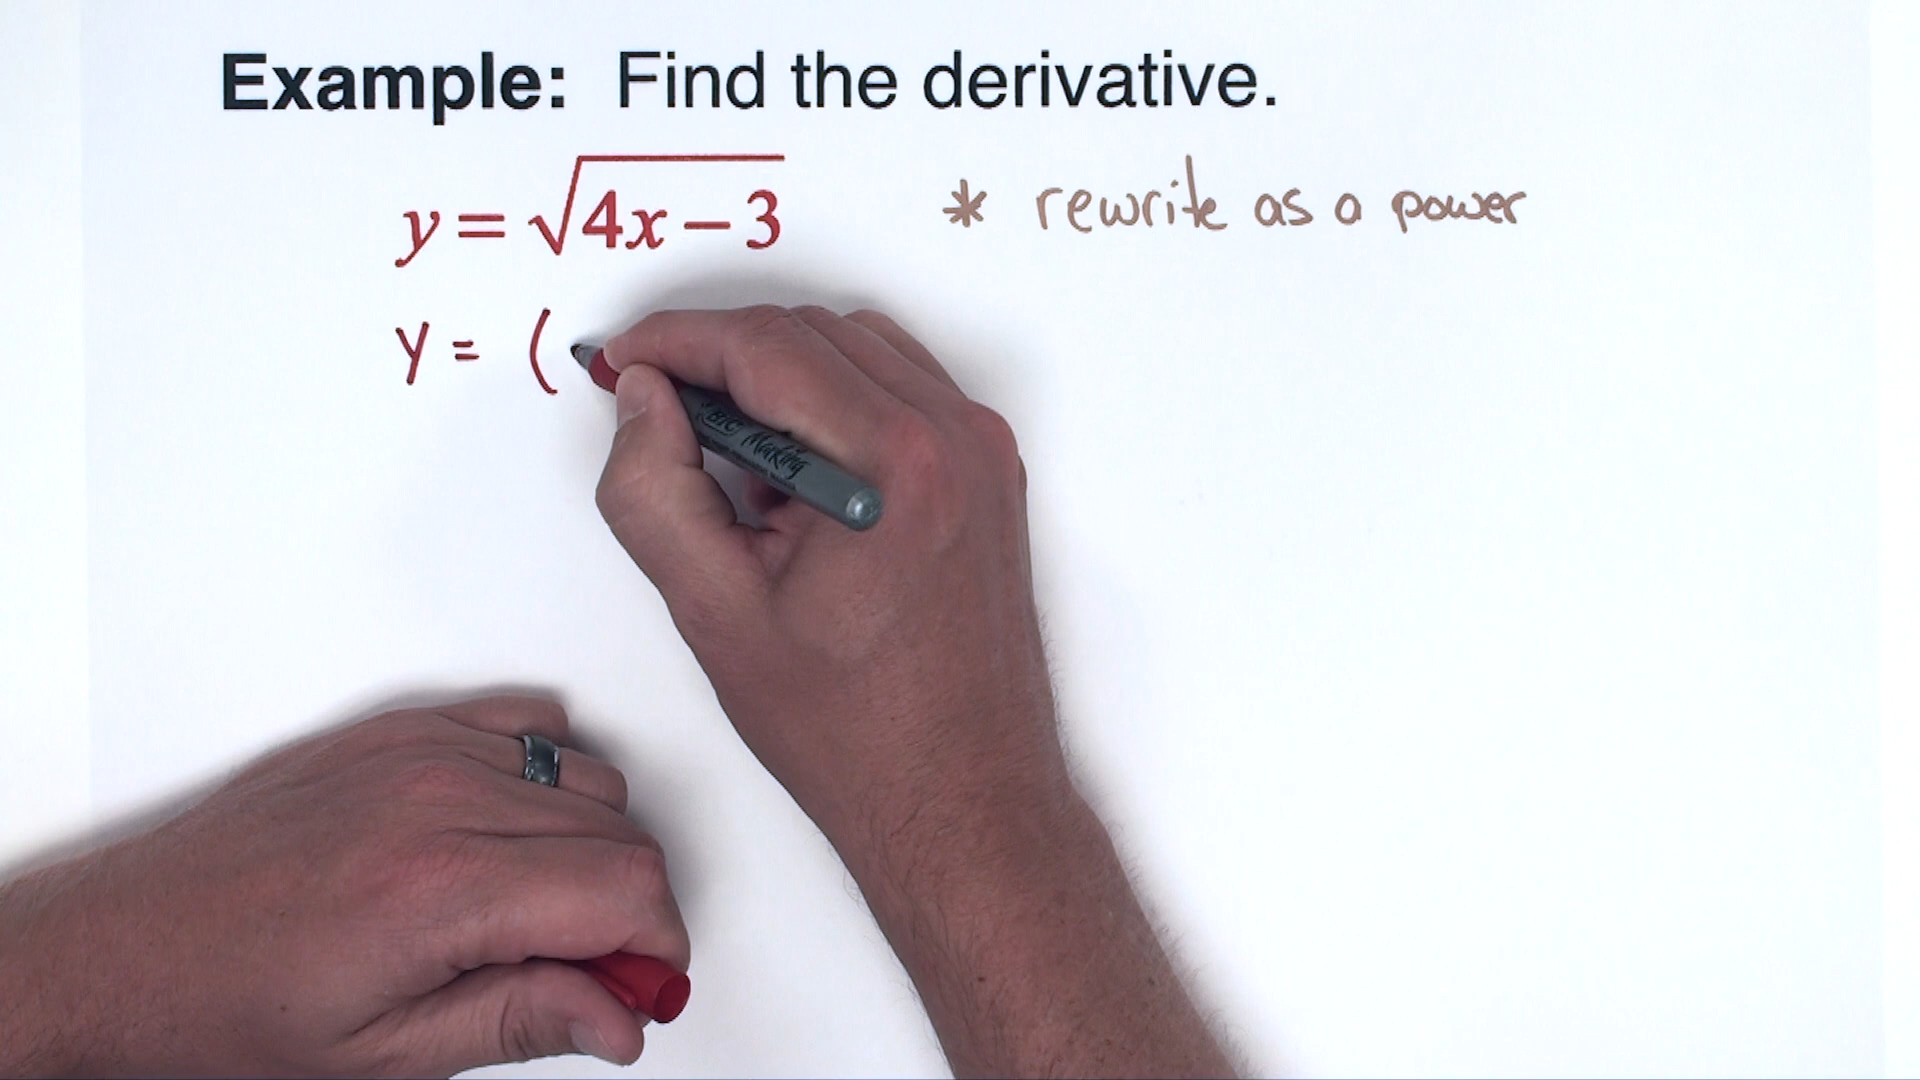 Example: Find the derivative.
y = √4x − 3 * rewrite as a power
y = (
BIC Marking